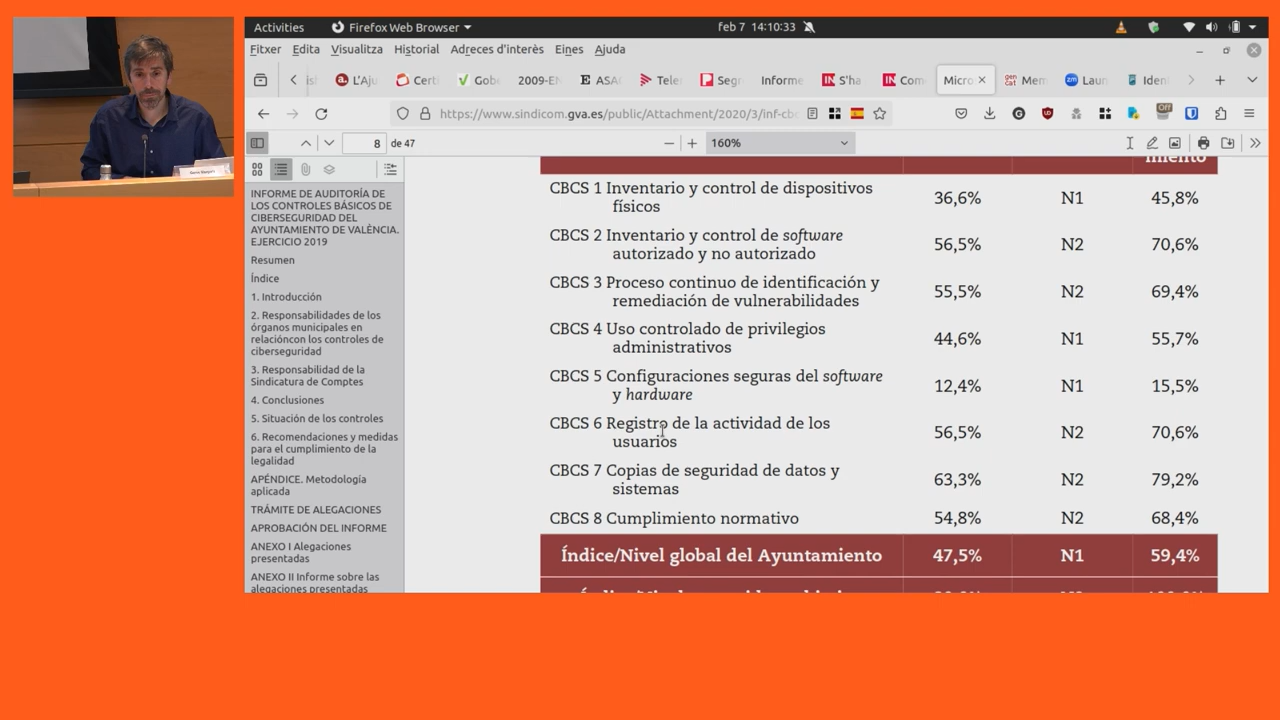 Activities
Firefox Web Browser
feb 7 14:10:33
Fitxer Edita Visualitza Historial Adreces d'interès Eines Ajuda
L'Aju
Certi
Gobe
2009-EN
ASAC
Telen
Segr
Informe
S'ha
Com
Micro
Mem
Laun
Iden
https://www.sindicom.gva.es/public/Attachment/2020/3/inf-cbc
Off
8 de 47
160%
INFORME DE AUDITORÍA DE
LOS CONTROLES BÁSICOS DE
CIBERSEGURIDAD DEL
AYUNTAMIENTO DE VALÈNCIA.
EJERCICIO 2019
Resumen
Índice
1. Introducción
2. Responsabilidades de los
órganos municipales en
relacióncon los controles de
ciberseguridad
3. Responsabilidad de la
Sindicatura de Comptes
4. Conclusiones
5. Situación de los controles
6. Recomendaciones y medidas
para el cumplimiento de la
legalidad
APÉNDICE. Metodología
aplicada
TRÁMITE DE ALEGACIONES
APROBACIÓN DEL INFORME
ANEXO I Alegaciones
presentadas
ANEXO II Informe sobre las
alegaciones presentadas
miento
CBCS 1 Inventario y control de dispositivos
físicos 36,6% N1 45,8%
CBCS 2 Inventario y control de software
autorizado y no autorizado 56,5% N2 70,6%
CBCS 3 Proceso continuo de identificación y
remediación de vulnerabilidades 55,5% N2 69,4%
CBCS 4 Uso controlado de privilegios
administrativos 44,6% N1 55,7%
CBCS 5 Configuraciones seguras del software
y hardware 12,4% N1 15,5%
CBCS 6 Registro de la actividad de los
usuarios 56,5% N2 70,6%
CBCS 7 Copias de seguridad de datos y
sistemas 63,3% N2 79,2%
CBCS 8 Cumplimiento normativo 54,8% N2 68,4%
Índice/Nivel global del Ayuntamiento 47,5% N1 59,4%